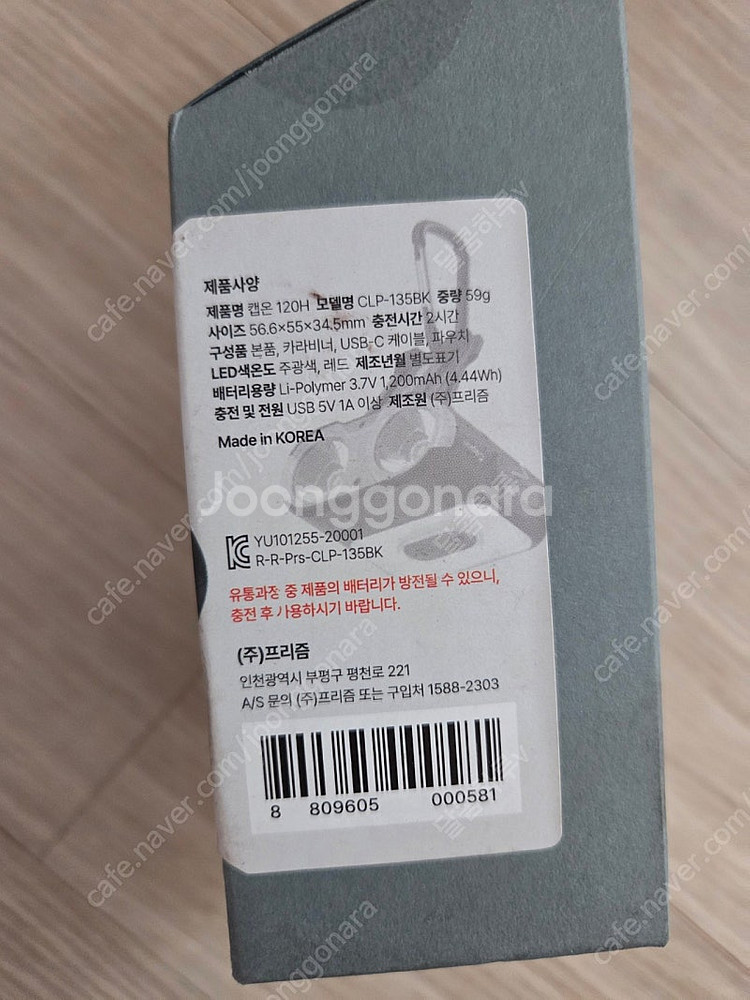 제품사양
제품명 캡온 120H 모델명 CLP-135BK 중량 59g
사이즈 56.6×55×34.5mm 충전시간 2시간
구성품 본품, 카라비너, USB-C 케이블, 파우치
LED색온도 주광색, 레드 제조년월 별도표기
배터리용량 Li-Polymer 3.7V 1,200mAh (4.44Wh)
충전 및 전원 USB 5V 1A 이상 제조원 (주)프리즘
Made in KOREA
Joonggonara
YU101255-20001
R-R-Prs-CLP-135BK
유통과정 중 제품의 배터리가 방전될 수 있으니,
충전 후 사용하시기 바랍니다.
(주)프리즘
인천광역시 부평구 평천로 221
A/S 문의 (주)프리즘 또는 구입처 1588-2303
8 809605 000581
cafe.naver.com/joonggonara